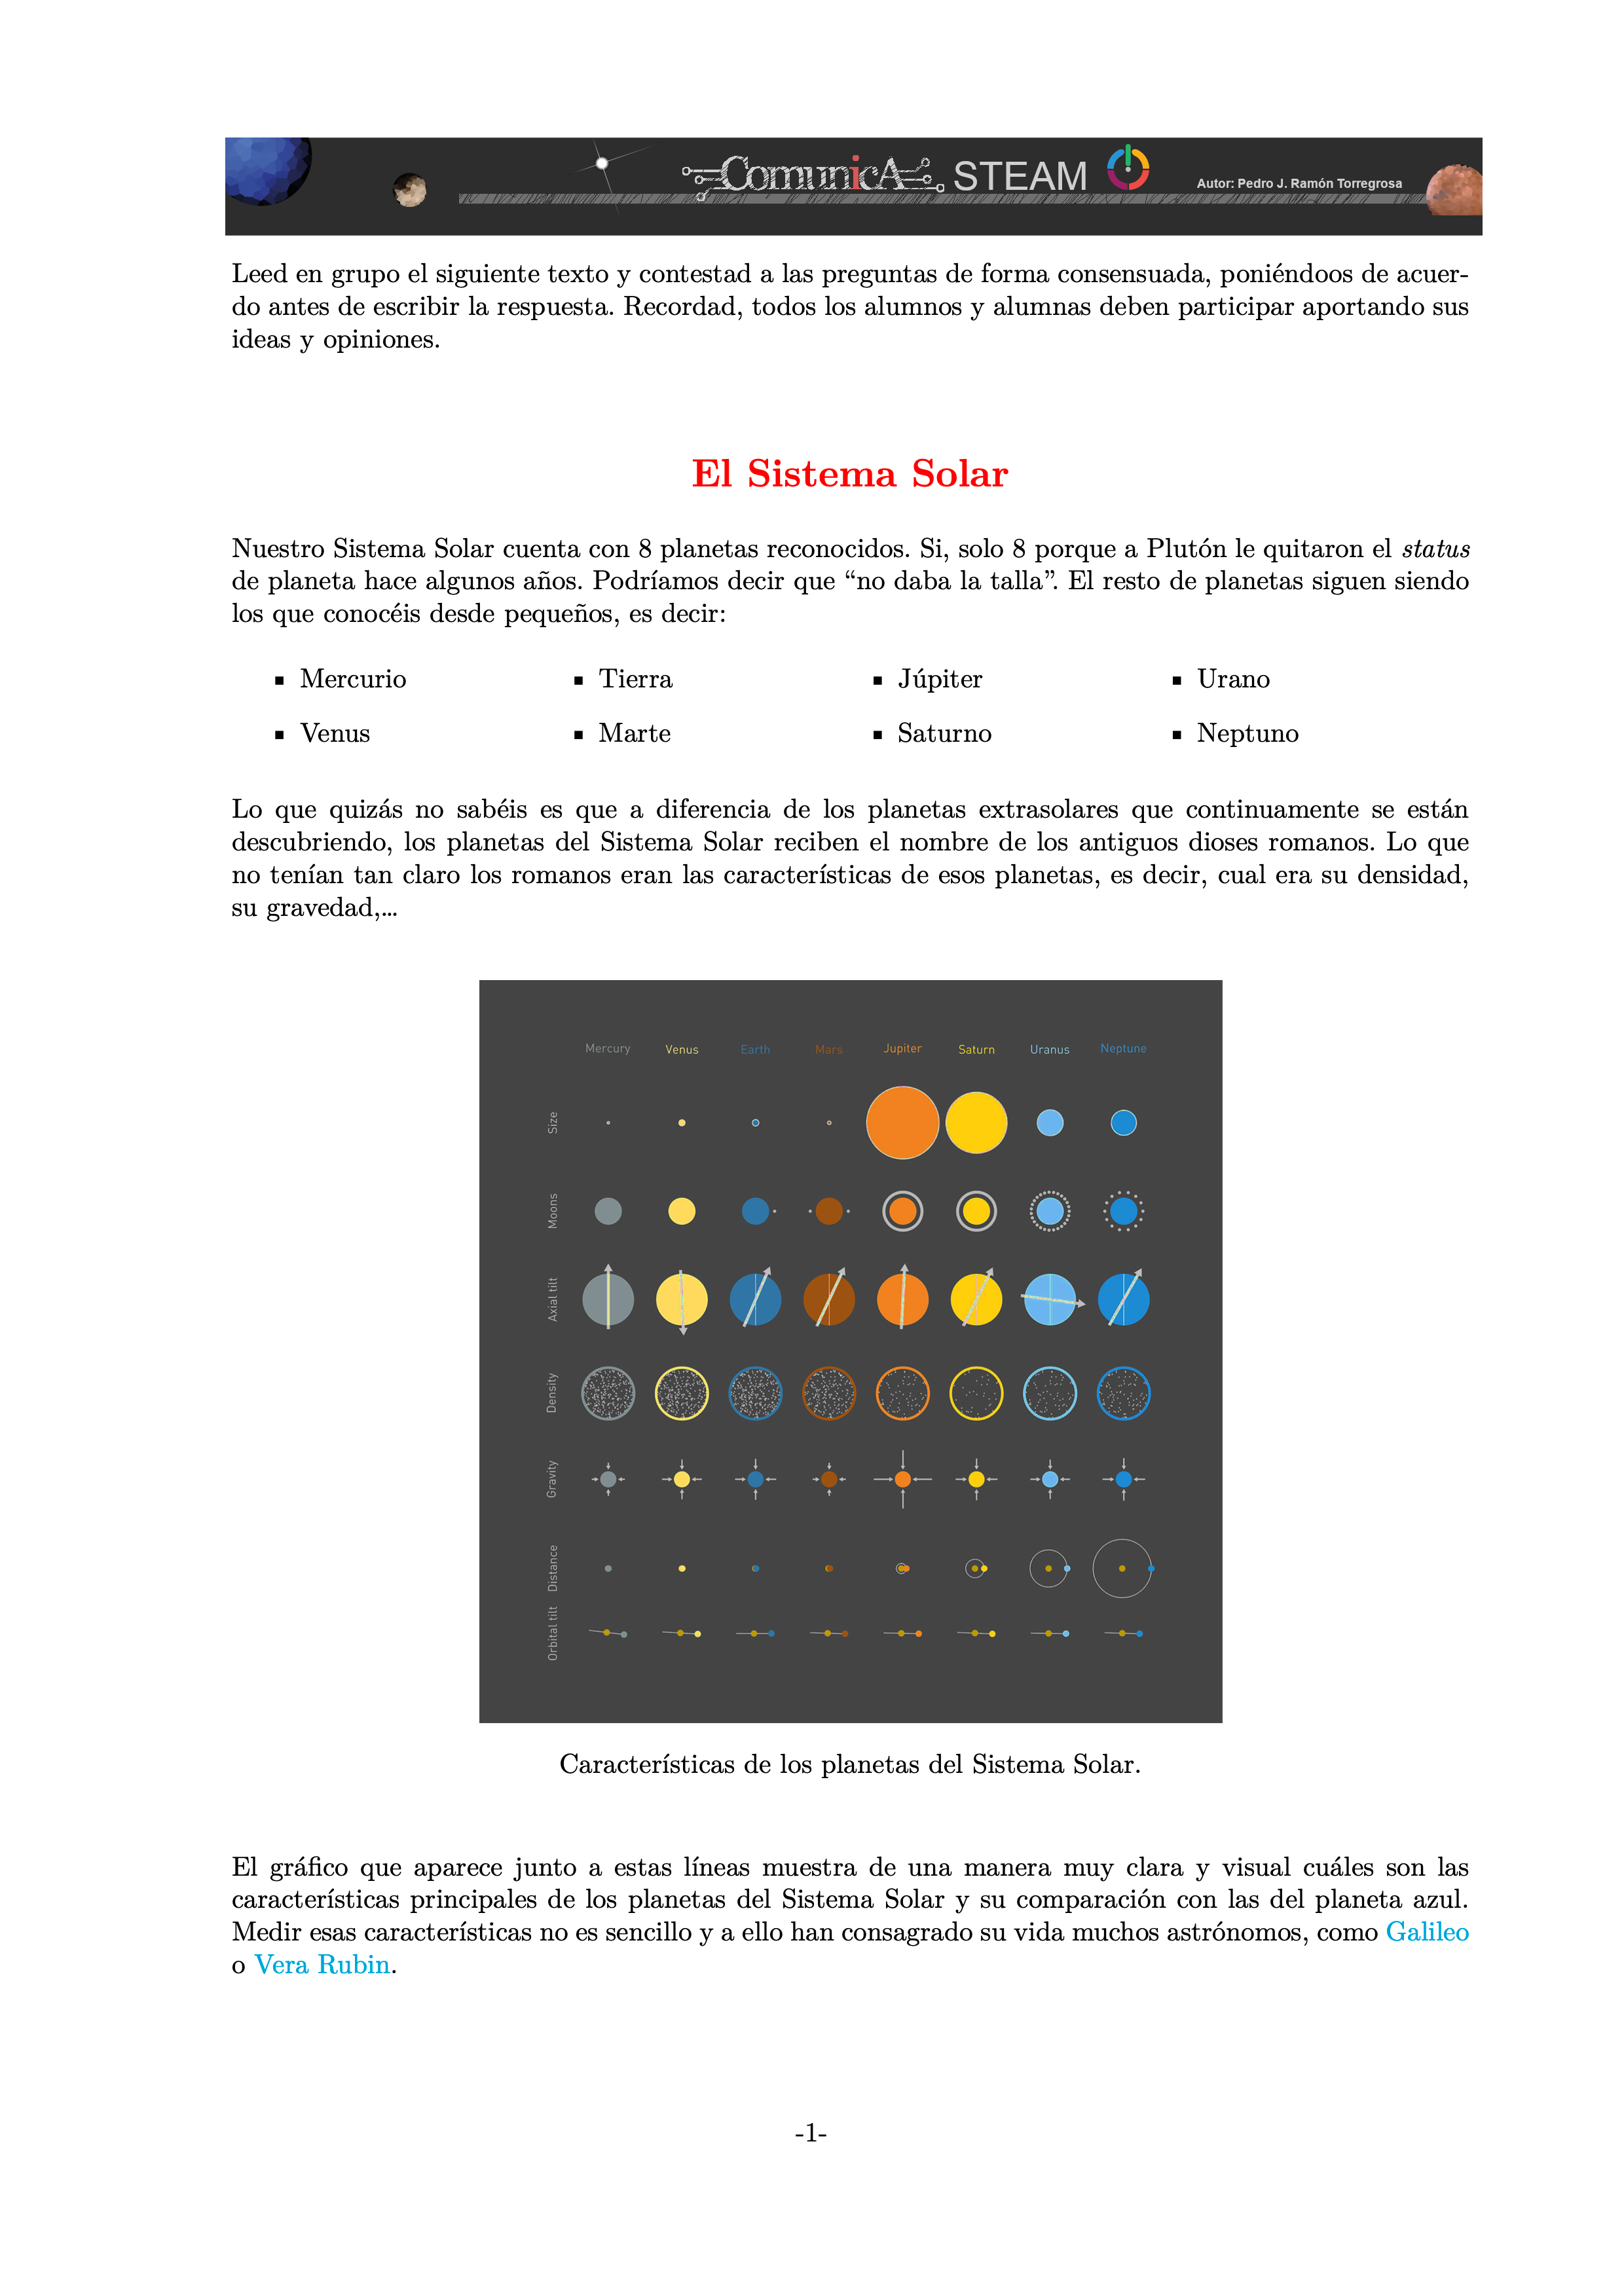 ComunicA STEAM
Autor: Pedro J. Ramón Torregrosa
Leed en grupo el siguiente texto y contestad a las preguntas de forma consensuada, poniéndoos de acuer-
do antes de escribir la respuesta. Recordad, todos los alumnos y alumnas deben participar aportando sus
ideas y opiniones.
El Sistema Solar
Nuestro Sistema Solar cuenta con 8 planetas reconocidos. Si, solo 8 porque a Plutón le quitaron el status
de planeta hace algunos años. Podríamos decir que “no daba la talla”. El resto de planetas siguen siendo
los que conocéis desde pequeños, es decir:
▪ Mercurio
▪ Venus
▪ Tierra
▪ Marte
▪ Júpiter
▪ Saturno
▪ Urano
▪ Neptuno
Lo que quizás no sabéis es que a diferencia de los planetas extrasolares que continuamente se están
descubriendo, los planetas del Sistema Solar reciben el nombre de los antiguos dioses romanos. Lo que
no tenían tan claro los romanos eran las características de esos planetas, es decir, cual era su densidad,
su gravedad,...
Mercury Venus Earth Mars Jupiter Saturn Uranus Neptune
Size
Moons
Axial tilt
Density
Gravity
Distance
Orbital tilt
Características de los planetas del Sistema Solar.
El gráfico que aparece junto a estas líneas muestra de una manera muy clara y visual cuáles son las
características principales de los planetas del Sistema Solar y su comparación con las del planeta azul.
Medir esas características no es sencillo y a ello han consagrado su vida muchos astrónomos, como Galileo
o Vera Rubin.
-1-